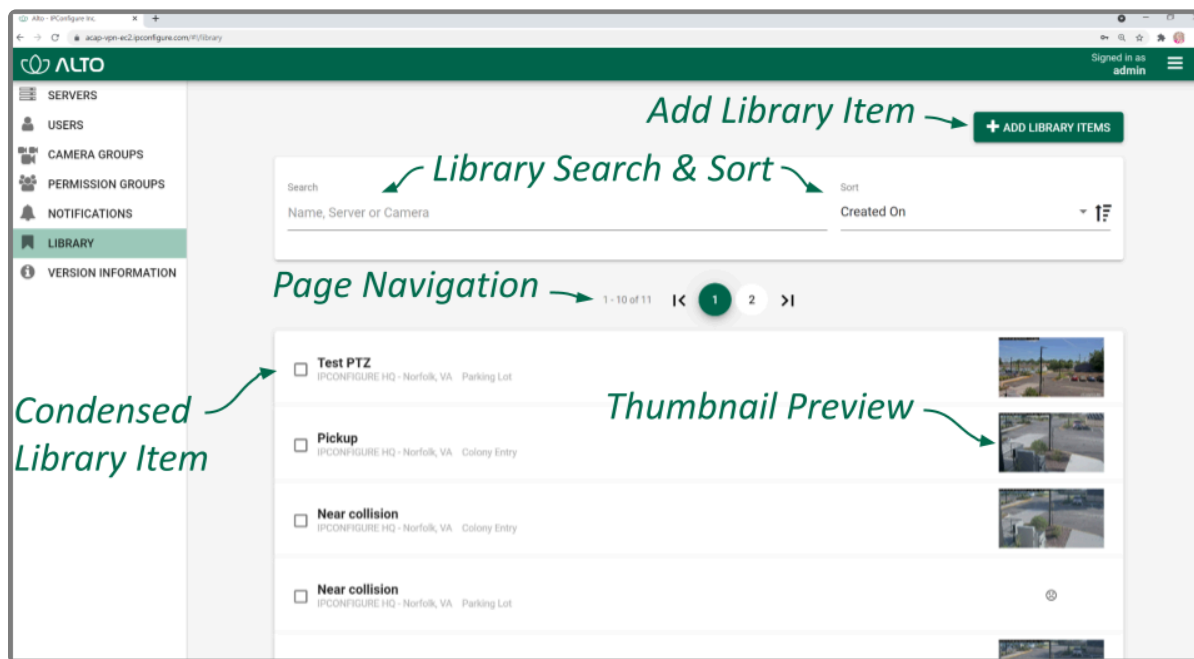 Alto - IPConfigure Inc.
acap-vpn-ec2.ipconfigure.com/#!/library
ALTO
Signed in as
admin
SERVERS
USERS
CAMERA GROUPS
PERMISSION GROUPS
NOTIFICATIONS
LIBRARY
VERSION INFORMATION
Add Library Item
+ ADD LIBRARY ITEMS
Library Search & Sort
Search
Name, Server or Camera
Sort
Created On
Page Navigation
1 - 10 of 11
1
2
Test PTZ
IPCONFIGURE HQ - Norfolk, VA Parking Lot
Condensed
Library Item
Thumbnail Preview
Pickup
IPCONFIGURE HQ - Norfolk, VA Colony Entry
Near collision
IPCONFIGURE HQ - Norfolk, VA Colony Entry
Near collision
IPCONFIGURE HQ - Norfolk, VA Parking Lot